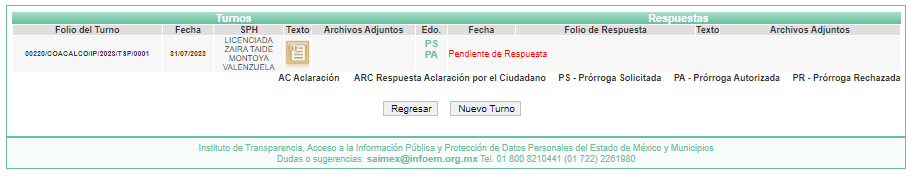 Turnos Respuestas
Folio del Turno Fecha SPH Texto Archivos Adjuntos Edo. Fecha Folio de Respuesta Texto Archivos Adjuntos
00220/COACALCO/IP/2023/TSP/0001 31/07/2023 LICENCIADA ZAIRA TAIDE MONTOYA VALENZUELA PS PA Pendiente de Respuesta
AC Aclaración ARC Respuesta Aclaración por el Ciudadano PS - Prórroga Solicitada PA - Prórroga Autorizada PR - Prórroga Rechazada
Regresar Nuevo Turno
Instituto de Transparencia, Acceso a la Información Pública y Protección de Datos Personales del Estado de México y Municipios
Dudas o sugerencias: saimex@infoem.org.mx Tel. 01 800 8210441 (01 722) 2261980